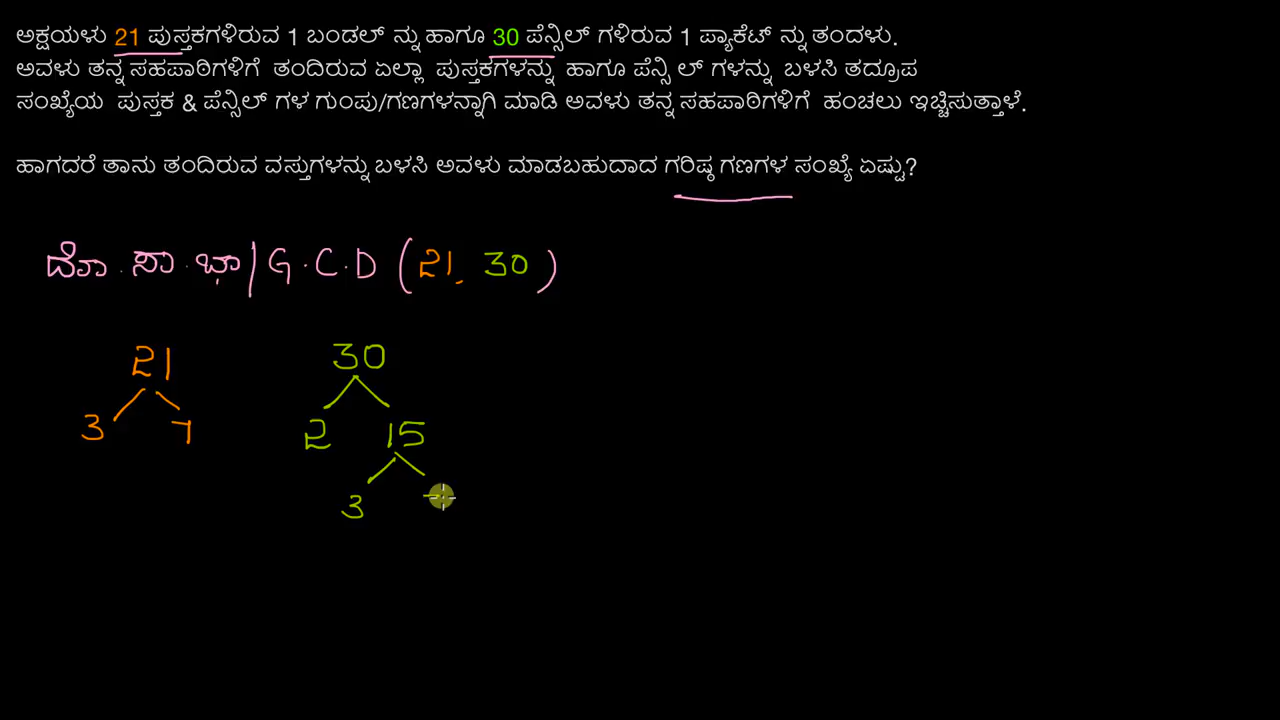 ಅಕ್ಷಯಳು 21 ಪುಸ್ತಕಗಳಿರುವ 1 ಬಂಡಲ್ ನ್ನು ಹಾಗೂ 30 ಪೆನ್ಸಿಲ್ ಗಳಿರುವ 1 ಪ್ಯಾಕೆಟ್ ನ್ನು ತಂದಳು.
ಅವಳು ತನ್ನ ಸಹಪಾಠಿಗಳಿಗೆ ತಂದಿರುವ ಏಲ್ಲಾ ಪುಸ್ತಕಗಳನ್ನು ಹಾಗೂ ಪೆನ್ಸಿ ಲ್ ಗಳನ್ನು ಬಳಸಿ ತದ್ರೂಪ
ಸಂಖ್ಯೆಯ ಪುಸ್ತಕ & ಪೆನ್ಸಿಲ್ ಗಳ ಗುಂಪು/ಗಣಗಳನ್ನಾಗಿ ಮಾಡಿ ಅವಳು ತನ್ನ ಸಹಪಾಠಿಗಳಿಗೆ ಹಂಚಲು ಇಚ್ಚಿಸುತ್ತಾಳೆ.
ಹಾಗದರೆ ತಾನು ತಂದಿರುವ ವಸ್ತುಗಳನ್ನು ಬಳಸಿ ಅವಳು ಮಾಡಬಹುದಾದ ಗರಿಷ್ಠ ಗಣಗಳ ಸಂಖ್ಯೆ ಏಷ್ಟು?
ದೊ.ಸಾ.ಭಾ|G.C.D (21, 30)
21 30
3 7 2 15
3